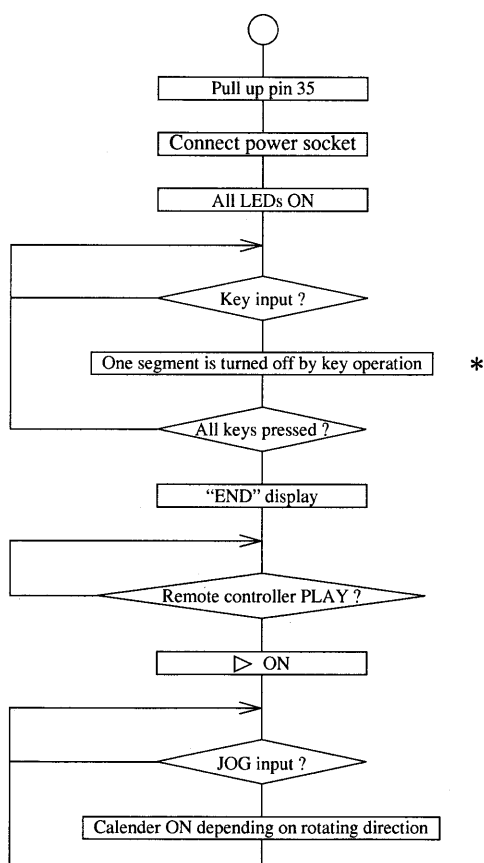 Pull up pin 35
Connect power socket
All LEDs ON
Key input ?
One segment is turned off by key operation *
All keys pressed ?
“END” display
Remote controller PLAY ?
▷ ON
JOG input ?
Calender ON depending on rotating direction